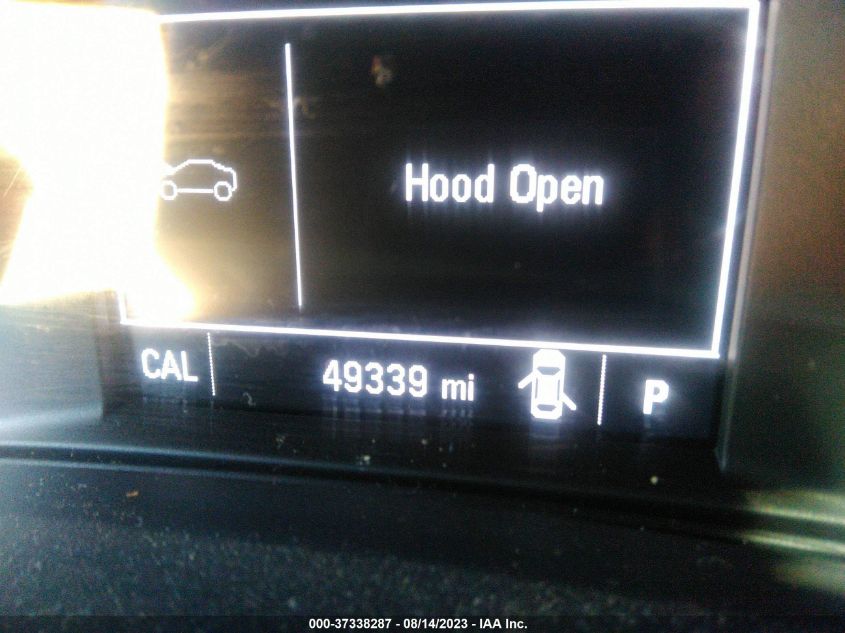 Hood Open
CAL 49339 mi P
000-37338287 - 08/14/2023 - IAA Inc.